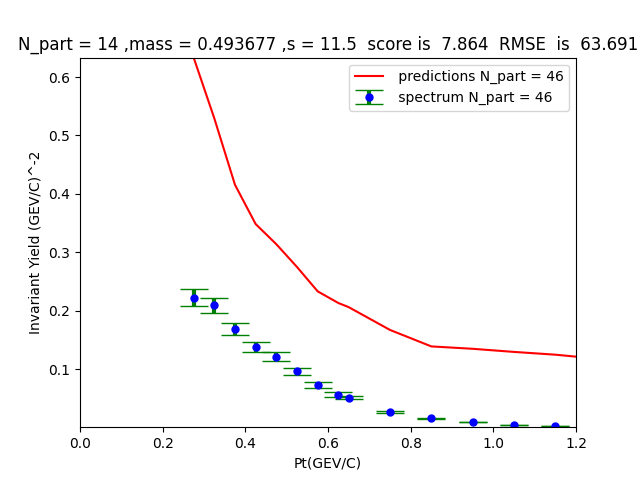 N_part = 14 ,mass = 0.493677 ,s = 11.5  score is  7.864  RMSE  is  63.691
predictions N_part = 46
spectrum N_part = 46
Invariant Yield (GEV/C)^-2
0.6
0.5
0.4
0.3
0.2
0.1
0.0 0.2 0.4 0.6 0.8 1.0 1.2
Pt(GEV/C)